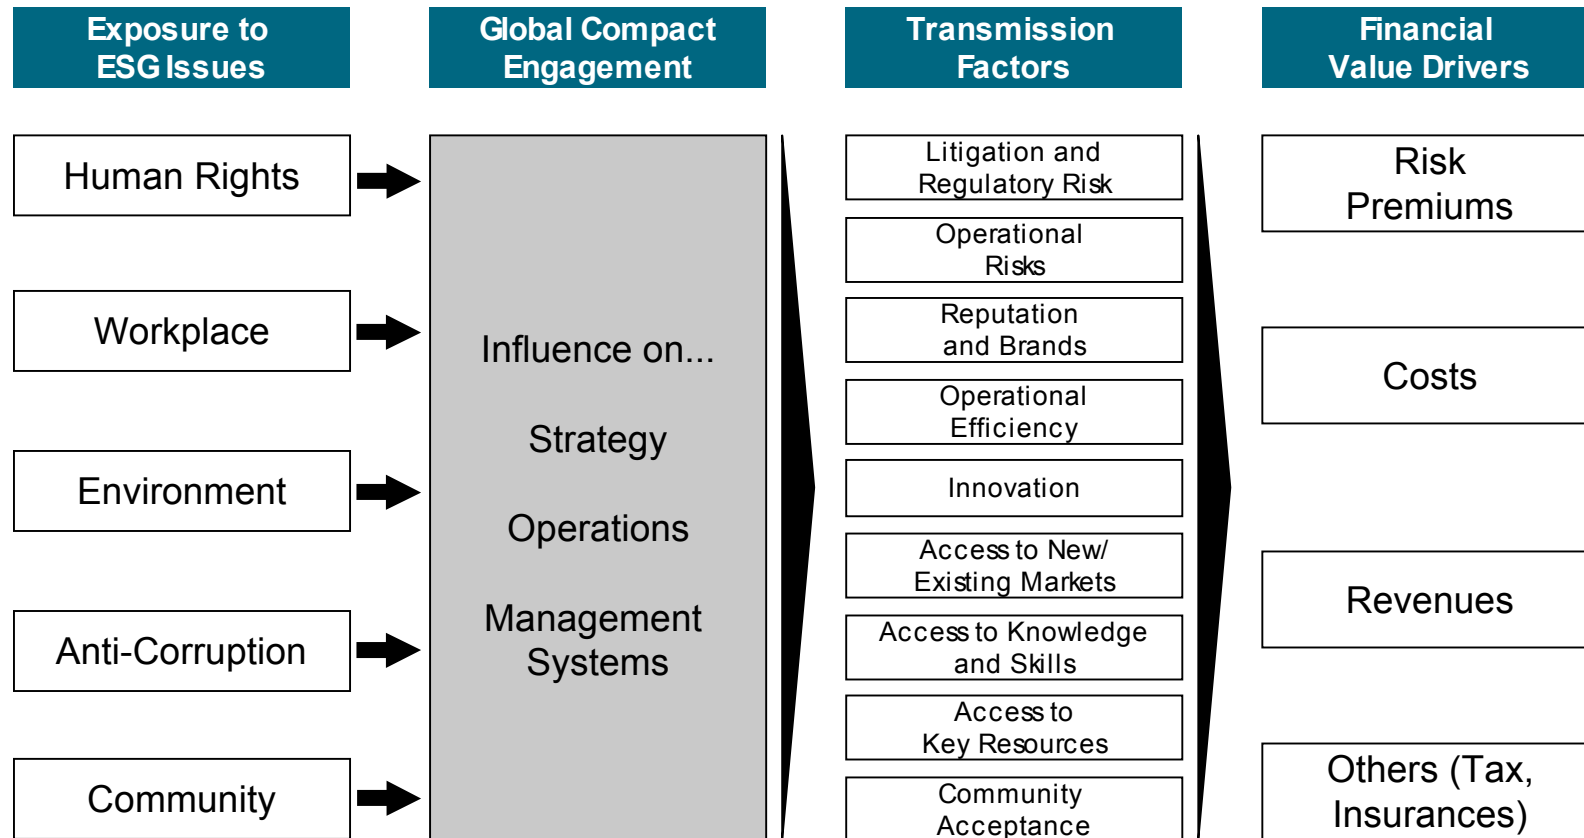 Exposure to
ESG Issues
Global Compact
Engagement
Transmission
Factors
Financial
Value Drivers
Human Rights
Workplace
Environment
Anti-Corruption
Community
Influence on...
Strategy
Operations
Management
Systems
Litigation and
Regulatory Risk
Operational
Risks
Reputation
and Brands
Operational
Efficiency
Innovation
Access to New/
Existing Markets
Access to Knowledge
and Skills
Access to
Key Resources
Community
Acceptance
Risk
Premiums
Costs
Revenues
Others (Tax,
Insurances)